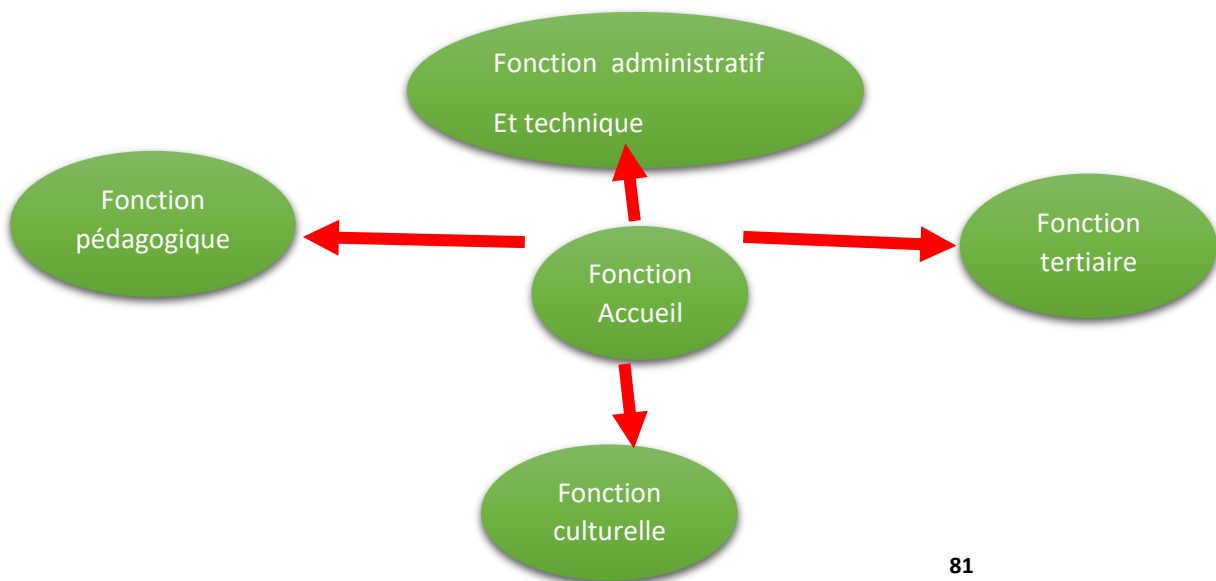 Fonction administratif
Et technique
Fonction
pédagogique
Fonction
tertiaire
Fonction
Accueil
Fonction
culturelle
81